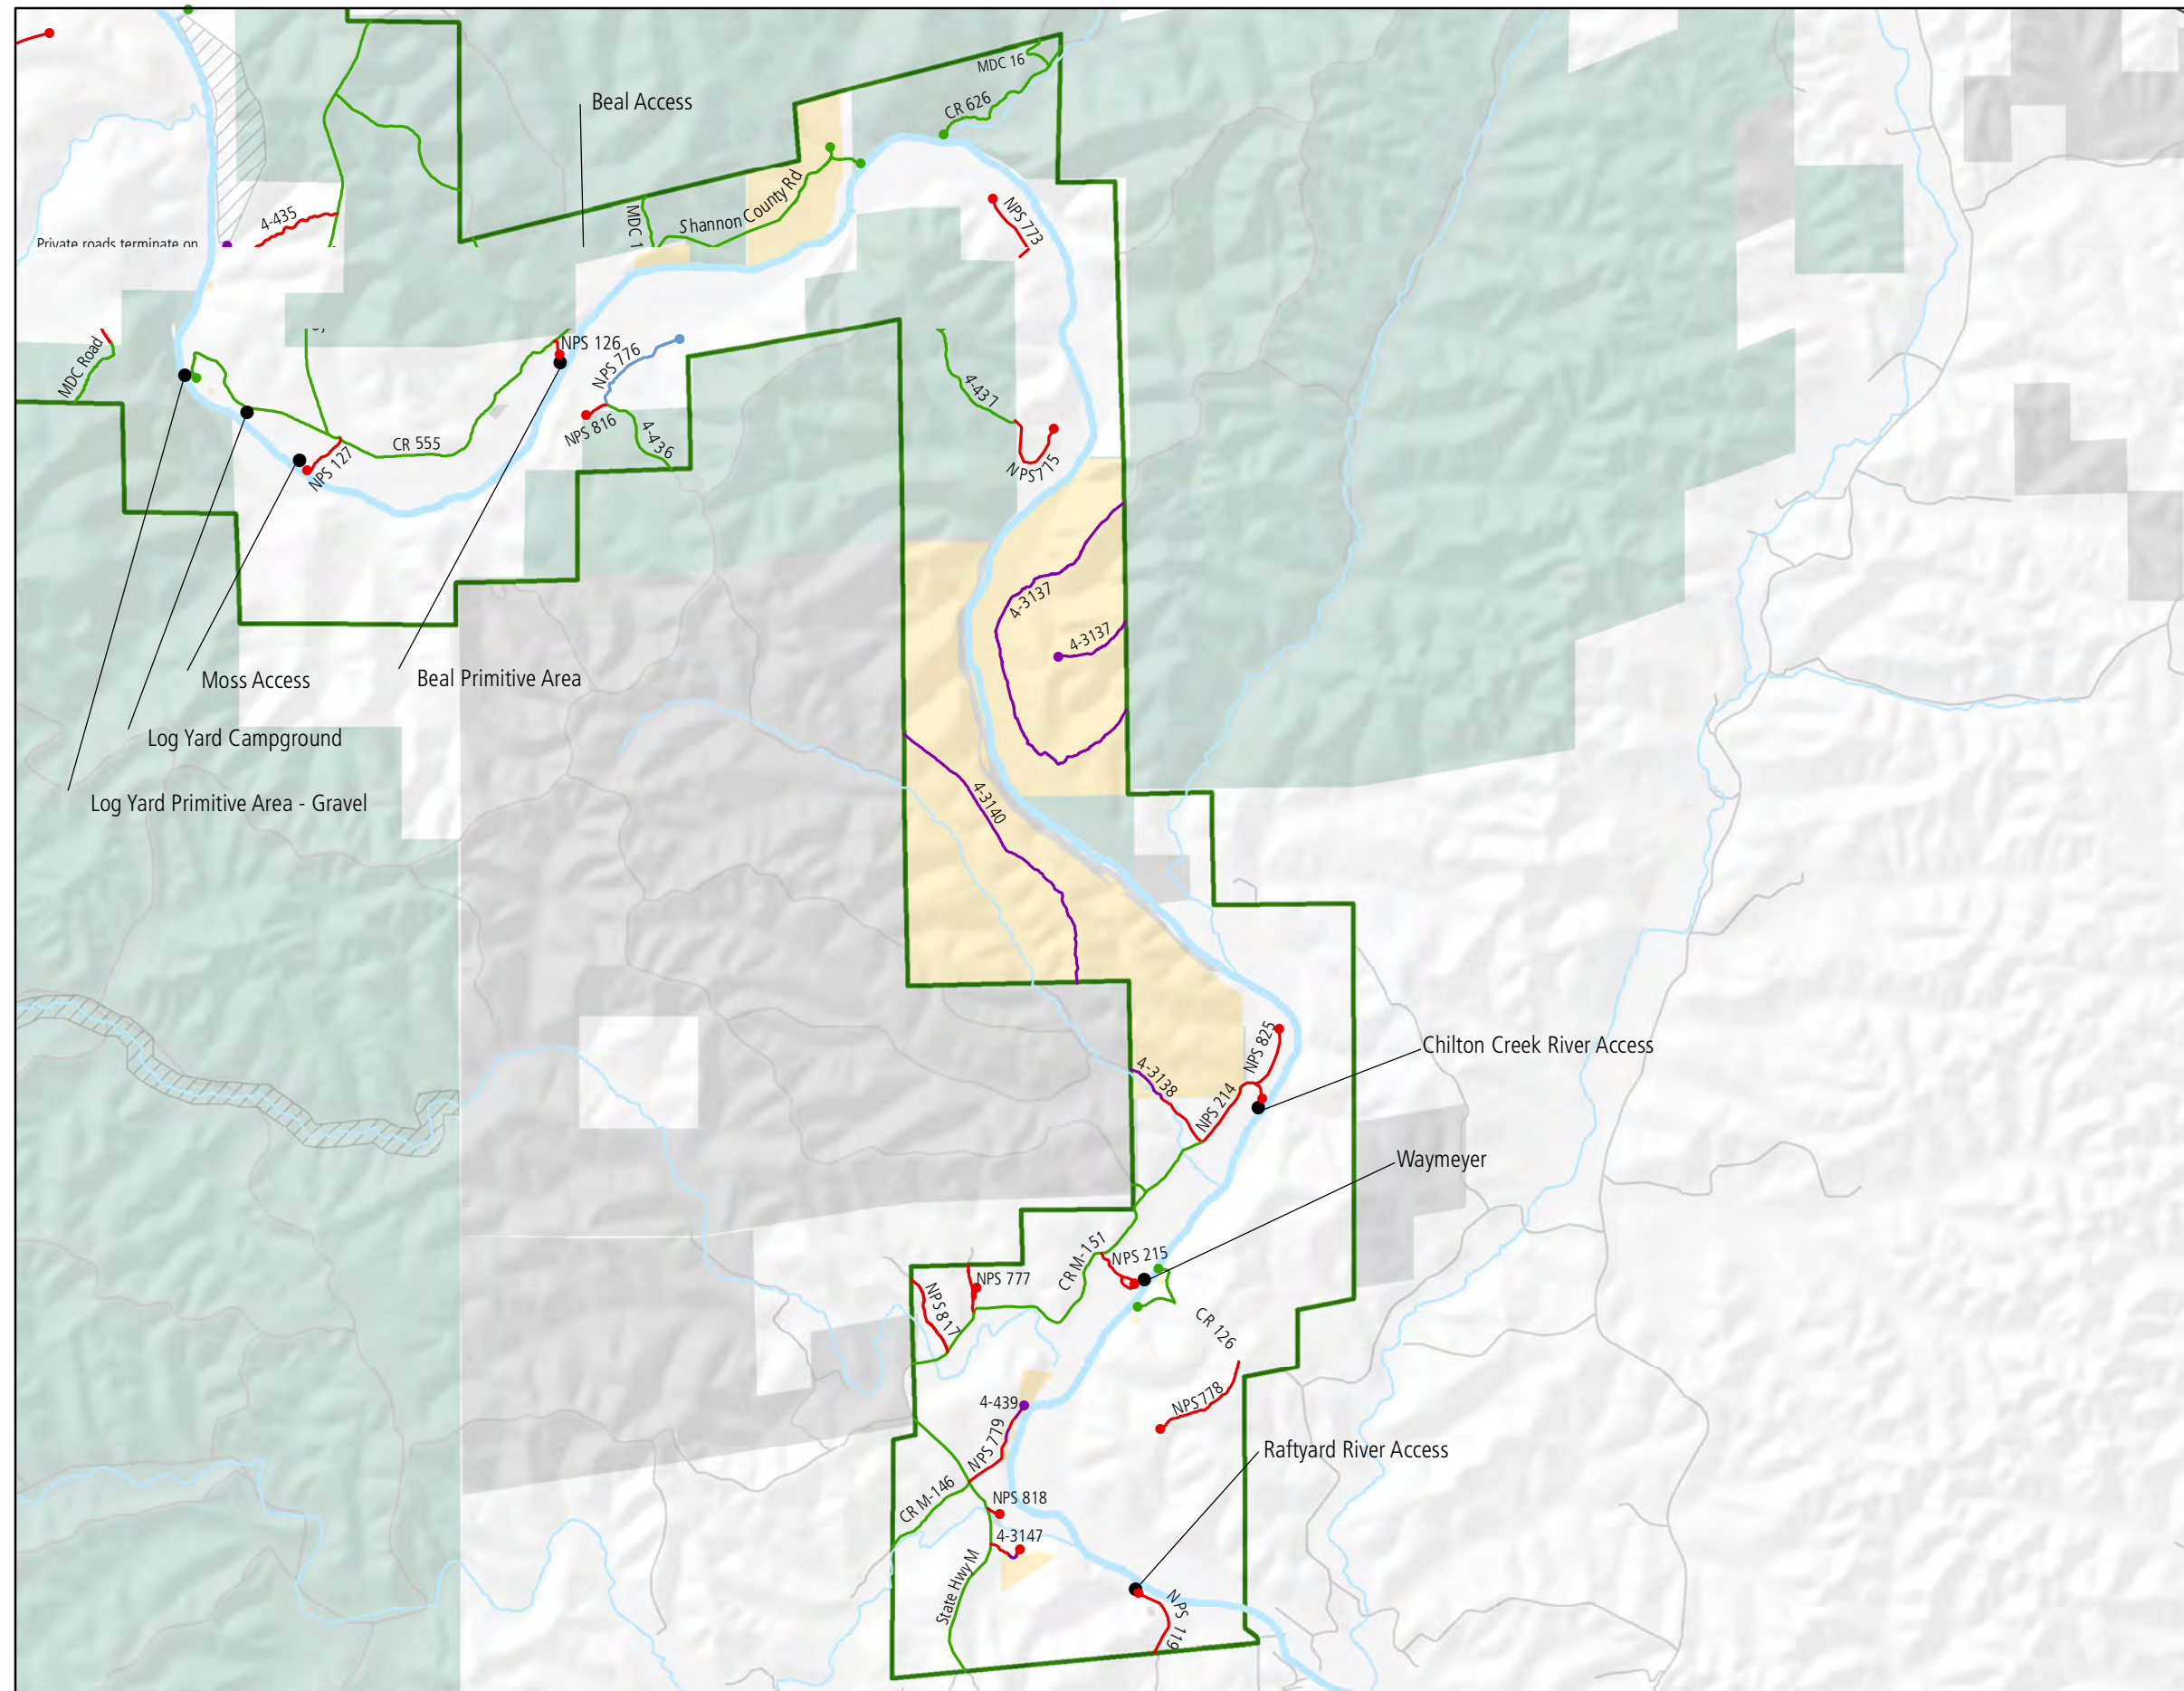 MDC 16
Beal Access
CR 626
Shannon County Rd
MDC 1
4-435
NPS 773
Private roads terminate on
MDC Road
NPS 126
NPS 776
4-437
NPS 816
4-436
CR 555
NPS 127
NPS 775
4-3137
4-3137
Moss Access
Beal Primitive Area
Log Yard Campground
Log Yard Primitive Area - Gravel
4-3140
NPS 825
Chilton Creek River Access
4-3138
NPS 214
Waymeyer
CR M-151
NPS 215
NPS 777
NPS 817
CR 126
NPS 778
4-439
NPS 779
Raftyard River Access
CR M-146
NPS 818
4-3147
State Hwy M
NPS 119